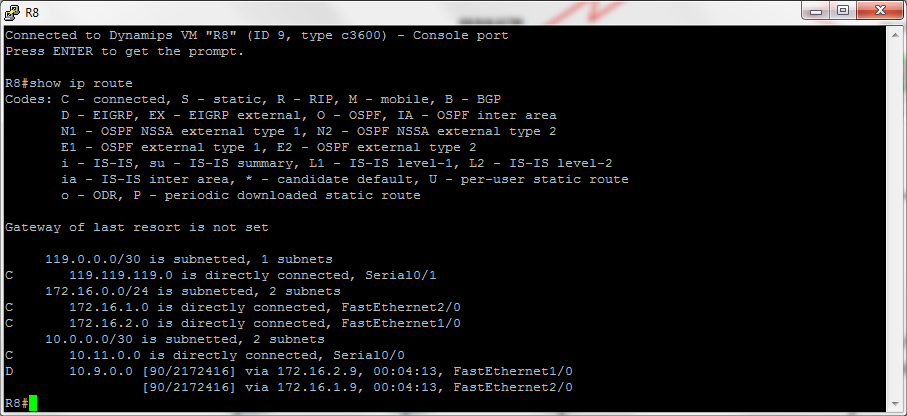 R8
Connected to Dynamips VM "R8" (ID 9, type c3600) - Console port
Press ENTER to get the prompt.
R8#show ip route
Codes: C - connected, S - static, R - RIP, M - mobile, B - BGP
D - EIGRP, EX - EIGRP external, O - OSPF, IA - OSPF inter area
N1 - OSPF NSSA external type 1, N2 - OSPF NSSA external type 2
E1 - OSPF external type 1, E2 - OSPF external type 2
i - IS-IS, su - IS-IS summary, L1 - IS-IS level-1, L2 - IS-IS level-2
ia - IS-IS inter area, * - candidate default, U - per-user static route
o - ODR, P - periodic downloaded static route
Gateway of last resort is not set
119.0.0.0/30 is subnetted, 1 subnets
C 119.119.119.0 is directly connected, Serial0/1
172.16.0.0/24 is subnetted, 2 subnets
C 172.16.1.0 is directly connected, FastEthernet2/0
C 172.16.2.0 is directly connected, FastEthernet1/0
10.0.0.0/30 is subnetted, 2 subnets
C 10.11.0.0 is directly connected, Serial0/0
D 10.9.0.0 [90/2172416] via 172.16.2.9, 00:04:13, FastEthernet1/0
[90/2172416] via 172.16.1.9, 00:04:13, FastEthernet2/0
R8#